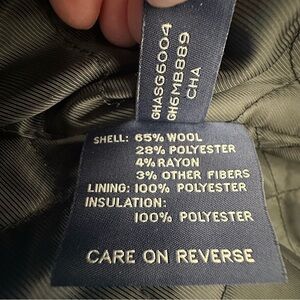 GHASG6004
GH6MB889
CHA
SHELL: 65% WOOL
28% POLYESTER
4% RAYON
3% OTHER FIBERS
LINING: 100% POLYESTER
INSULATION:
100% POLYESTER
CARE ON REVERSE